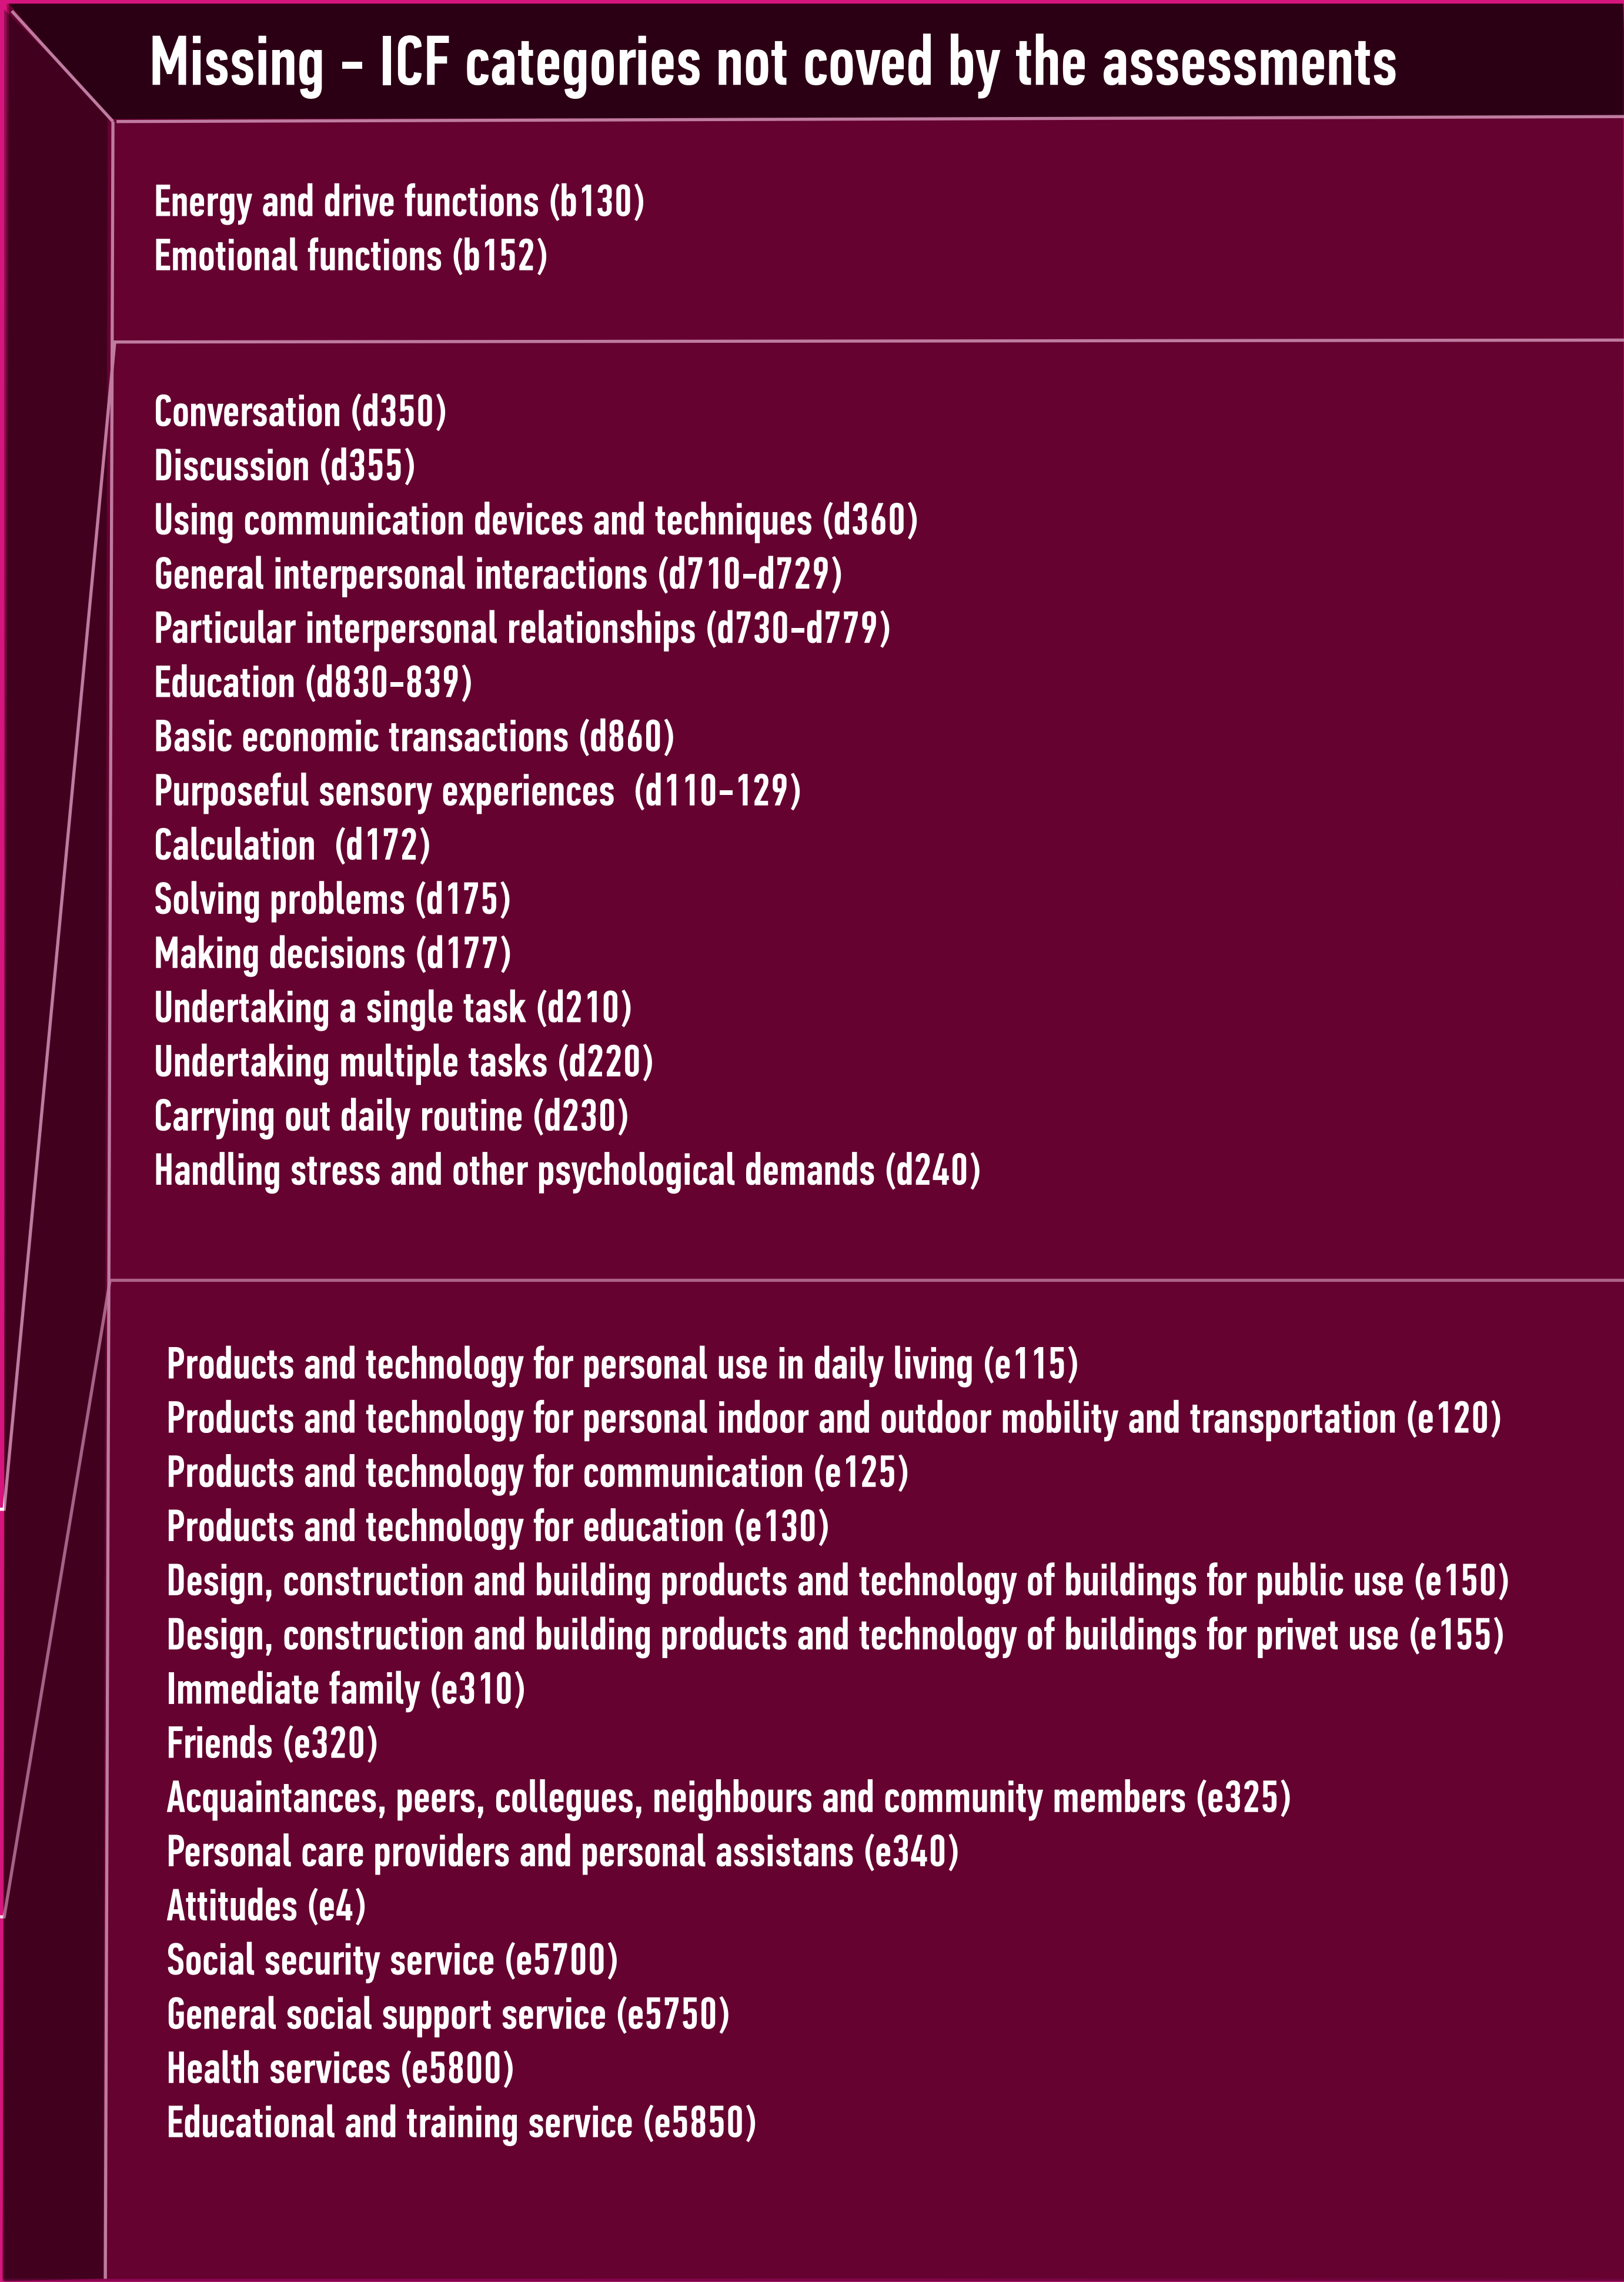 Missing - ICF categories not coved by the assessments
Energy and drive functions (b130)
Emotional functions (b152)
Conversation (d350)
Discussion (d355)
Using communication devices and techniques (d360)
General interpersonal interactions (d710-d729)
Particular interpersonal relationships (d730-d779)
Education (d830-839)
Basic economic transactions (d860)
Purposeful sensory experiences  (d110-129)
Calculation  (d172)
Solving problems (d175)
Making decisions (d177)
Undertaking a single task (d210)
Undertaking multiple tasks (d220)
Carrying out daily routine (d230)
Handling stress and other psychological demands (d240)
Products and technology for personal use in daily living (e115)
Products and technology for personal indoor and outdoor mobility and transportation (e120)
Products and technology for communication (e125)
Products and technology for education (e130)
Design, construction and building products and technology of buildings for public use (e150)
Design, construction and building products and technology of buildings for privet use (e155)
Immediate family (e310)
Friends (e320)
Acquaintances, peers, collegues, neighbours and community members (e325)
Personal care providers and personal assistans (e340)
Attitudes (e4)
Social security service (e5700)
General social support service (e5750)
Health services (e5800)
Educational and training service (e5850)